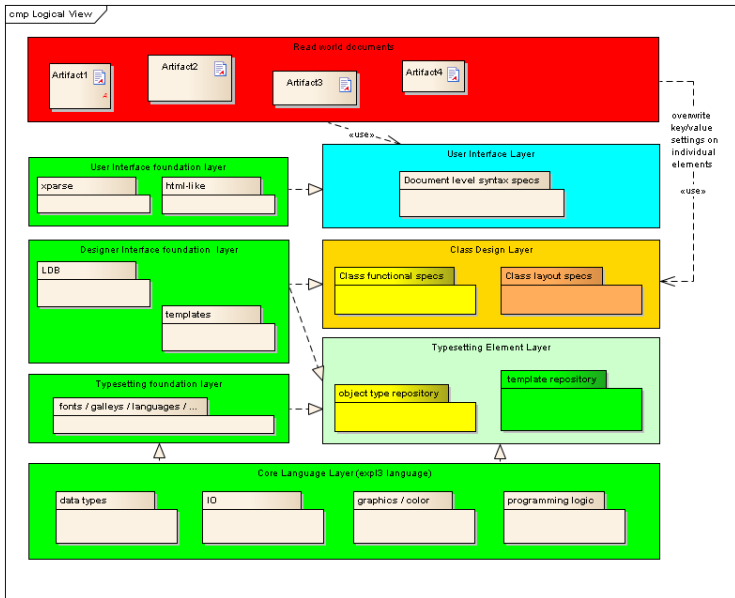 cmp Logical View
Read world documents
Artifact1
Artifact2
Artifact3
Artifact4
overwrite
key/value
settings on
individual
elements
«use»
«use»
User Interface foundation layer
xparse
html-like
User Interface Layer
Document level syntax specs
Designer Interface foundation layer
LDB
templates
Class Design Layer
Class functional specs
Class layout specs
Typesetting Element Layer
object type repository
template repository
Typesetting foundation layer
fonts / galleys / languages / ...
Core Language Layer (expl3 language)
data types
IO
graphics / color
programming logic